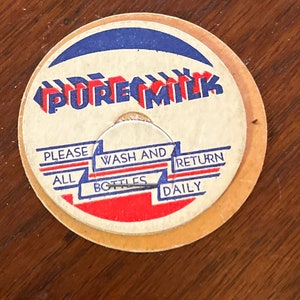 PURE MILK
PLEASE WASH AND RETURN
ALL BOTTLES DAILY